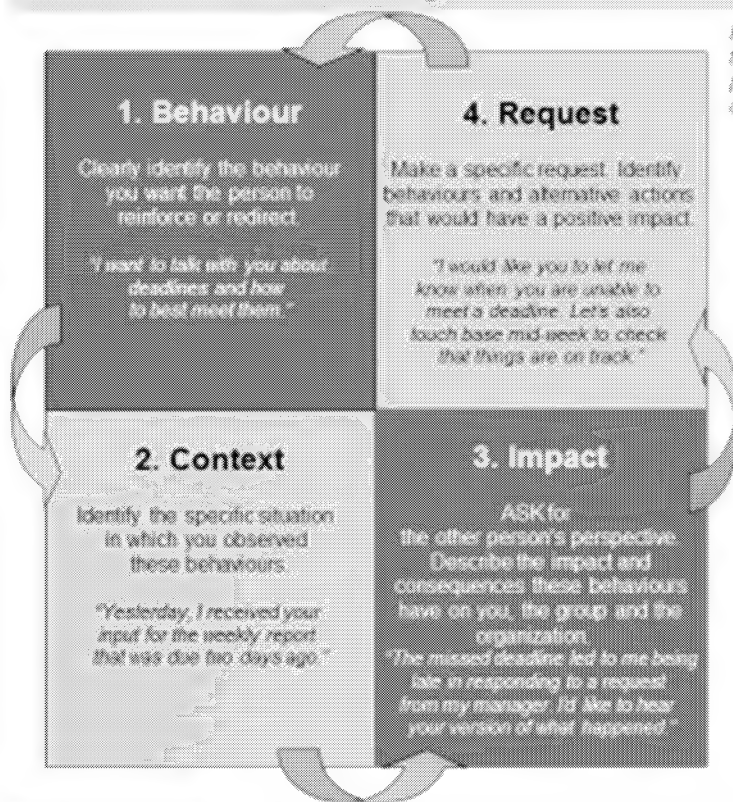 1. Behaviour
Clearly identify the behaviour
you want the person to
reinforce or redirect.
"I want to talk with you about
deadlines and how
to best meet them."
2. Context
Identify the specific situation
in which you observed
these behaviours.
"Yesterday, I received your
input for the weekly report
that was due two days ago."
3. Impact
ASK for
the other person's perspective.
Describe the impact and
consequences these behaviours
have on you, the group and the
organization.
"The missed deadline led to me being
late in responding to a request
from my manager. I'd like to hear
your version of what happened."
4. Request
Make a specific request. Identify
behaviours and alternative actions
that would have a positive impact.
"I would like you to let me
know when you are unable to
meet a deadline. Let's also
touch base mid-week to check
that things are on track."